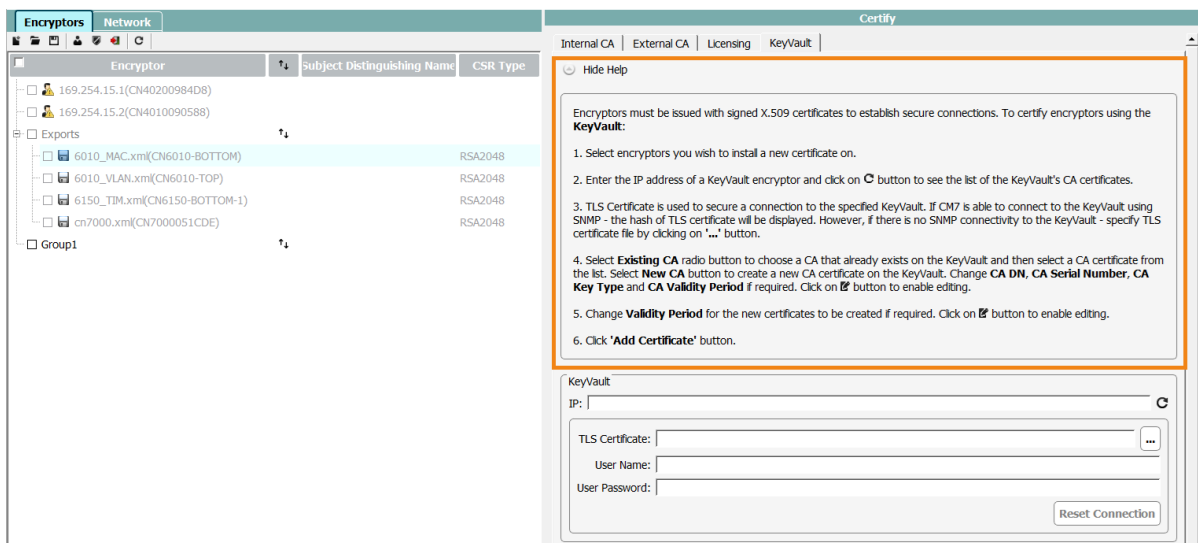 Encryptors Network
Certify
Internal CA External CA Licensing KeyVault
Encryptor Subject Distinguishing Name CSR Type
169.254.15.1(CN40200984D8)
169.254.15.2(CN4010090588)
Exports
6010_MAC.xml(CN6010-BOTTOM) RSA2048
6010_VLAN.xml(CN6010-TOP) RSA2048
6150_TIM.xml(CN6150-BOTTOM-1) RSA2048
cn7000.xml(CN7000051CDE) RSA2048
Group1
Hide Help
Encryptors must be issued with signed X.509 certificates to establish secure connections. To certify encryptors using the
KeyVault:
1. Select encryptors you wish to install a new certificate on.
2. Enter the IP address of a KeyVault encryptor and click on button to see the list of the KeyVault's CA certificates.
3. TLS Certificate is used to secure a connection to the specified KeyVault. If CM7 is able to connect to the KeyVault using
SNMP - the hash of TLS certificate will be displayed. However, if there is no SNMP connectivity to the KeyVault - specify TLS
certificate file by clicking on '...' button.
4. Select Existing CA radio button to choose a CA that already exists on the KeyVault and then select a CA certificate from
the list. Select New CA button to create a new CA certificate on the KeyVault. Change CA DN, CA Serial Number, CA
Key Type and CA Validity Period if required. Click on button to enable editing.
5. Change Validity Period for the new certificates to be created if required. Click on button to enable editing.
6. Click 'Add Certificate' button.
KeyVault
IP:
TLS Certificate: ...
User Name:
User Password:
Reset Connection